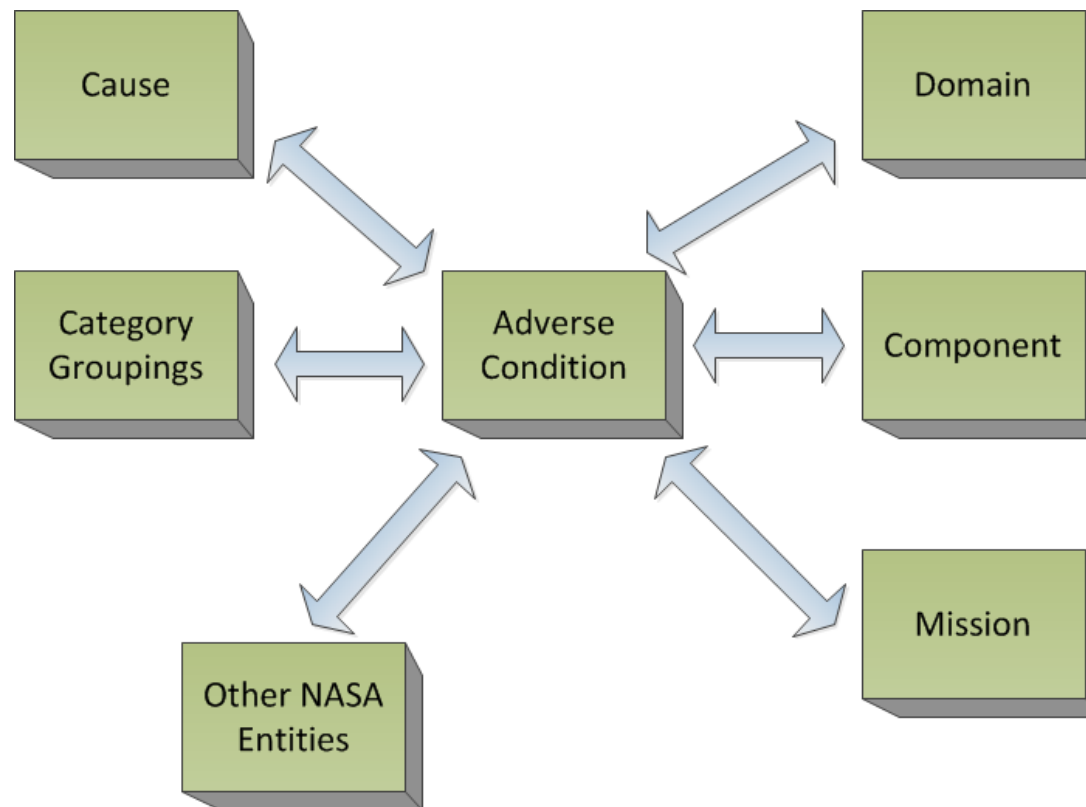 Cause
Domain
Category
Groupings
Adverse
Condition
Component
Mission
Other NASA
Entities